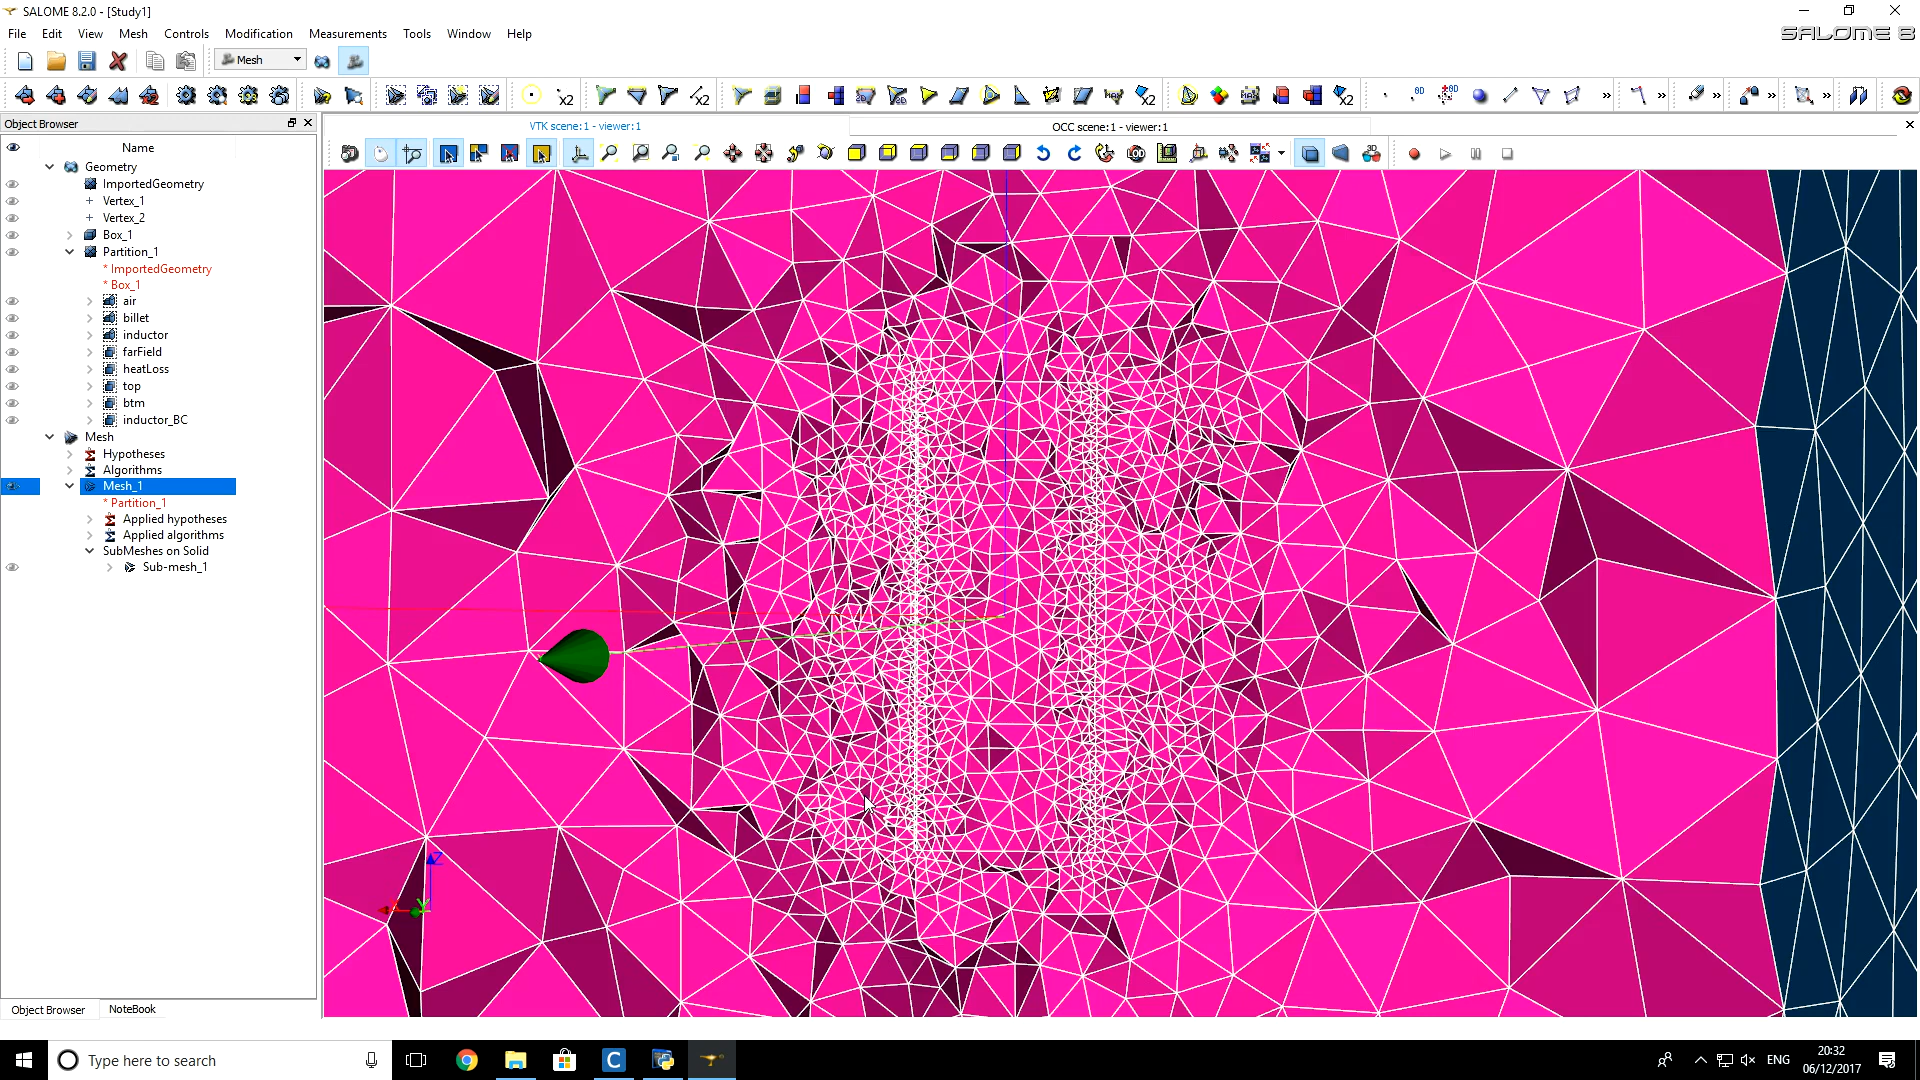 SALOME 8.2.0 - [Study1]
File Edit View Mesh Controls Modification Measurements Tools Window Help
SALOME 8
Mesh
Object Browser
VTK scene:1 - viewer:1
OCC scene:1 - viewer:1
Name
Geometry
ImportedGeometry
Vertex_1
Vertex_2
Box_1
Partition_1
* ImportedGeometry
* Box_1
air
billet
inductor
farField
heatLoss
top
btm
inductor_BC
Mesh
Hypotheses
Algorithms
Mesh_1
* Partition_1
Applied hypotheses
Applied algorithms
SubMeshes on Solid
Sub-mesh_1
Z
Y
Object Browser
NoteBook
Type here to search
ENG
20:32
06/12/2017